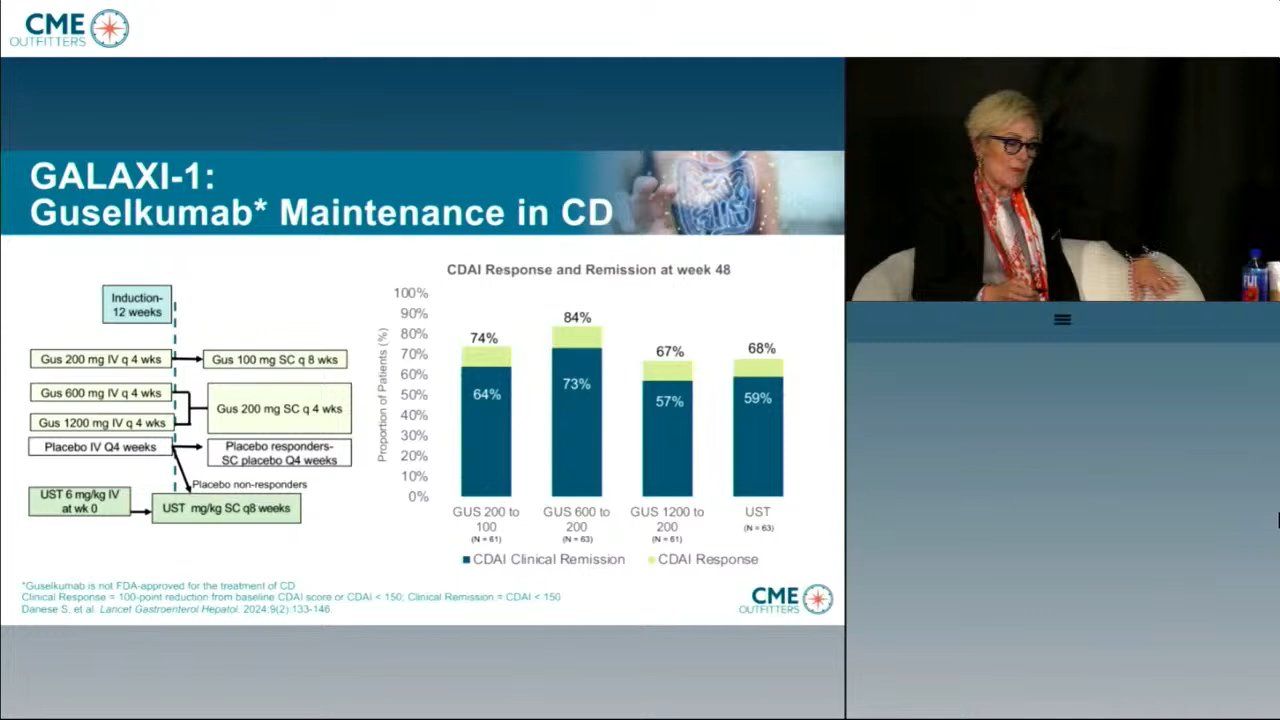 CME
OUTFITTERS
GALAXI-1:
Guselkumab* Maintenance in CD
Induction-
12 weeks
Gus 200 mg IV q 4 wks
Gus 100 mg SC q 8 wks
Gus 600 mg IV q 4 wks
Gus 1200 mg IV q 4 wks
Gus 200 mg SC q 4 wks
Placebo IV Q4 weeks
Placebo responders-
SC placebo Q4 weeks
Placebo non-responders
UST 6 mg/kg IV
at wk 0
UST mg/kg SC q8 weeks
CDAI Response and Remission at week 48
Proportion of Patients (%)
100%
90%
80%
70%
60%
50%
40%
30%
20%
10%
0%
74%
84%
67%
68%
64%
73%
57%
59%
GUS 200 to
100
(N = 61)
GUS 600 to
200
(N = 63)
GUS 1200 to
200
(N = 61)
UST
(N = 63)
CDAI Clinical Remission
CDAI Response
*Guselkumab is not FDA-approved for the treatment of CD
Clinical Response = 100-point reduction from baseline CDAI score or CDAI < 150; Clinical Remission = CDAI < 150
Danese S. et al. Lancet Gastroenterol Hepatol. 2024;9(2):133-146.
CME
OUTFITTERS
FIJI